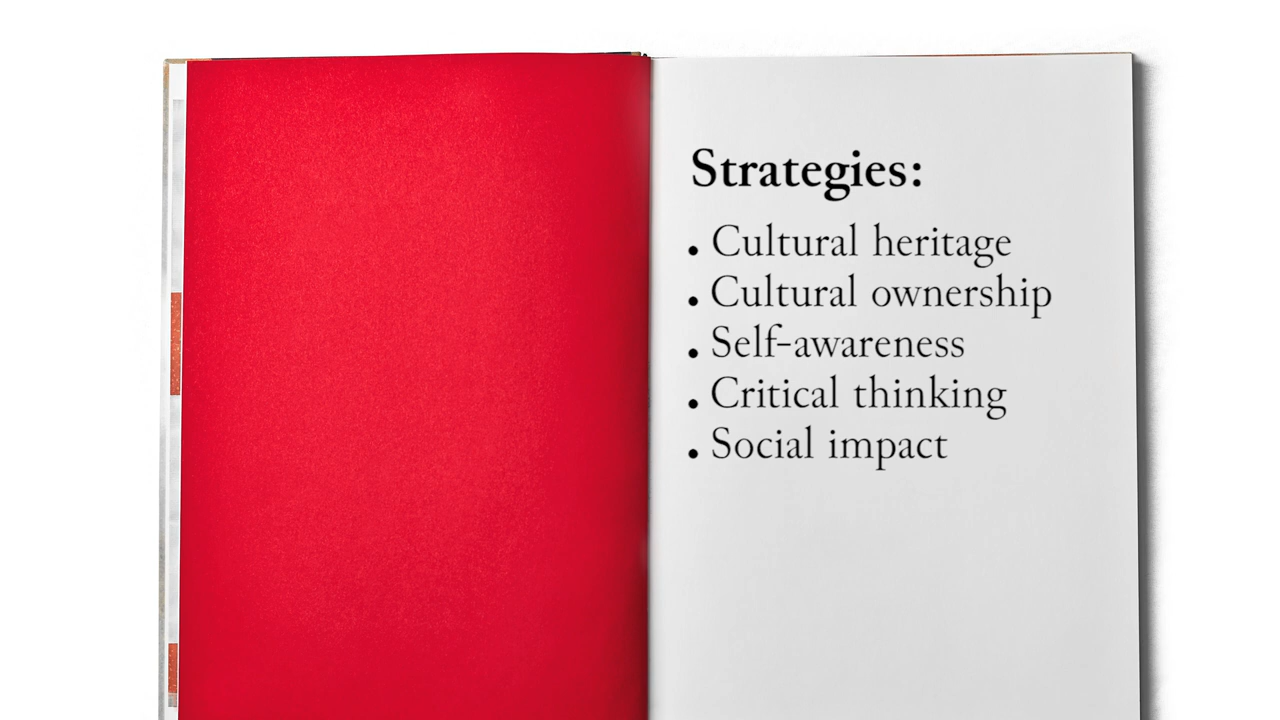 Strategies:
• Cultural heritage
• Cultural ownership
• Self-awareness
• Critical thinking
• Social impact